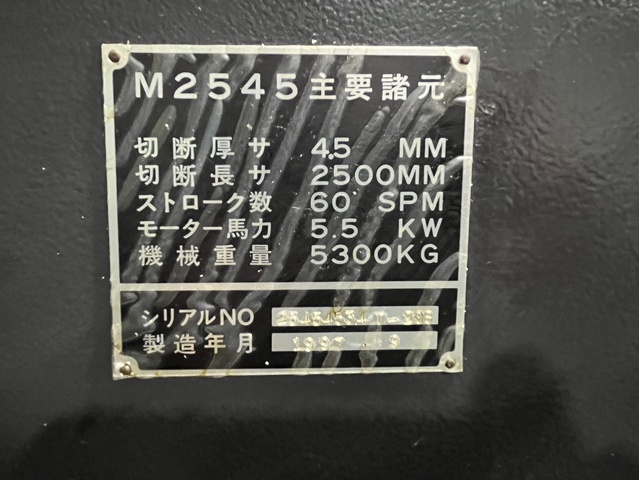 M2545主要諸元
切断厚サ 4.5 MM
切断長サ 2500MM
ストローク数 60 SPM
モーター馬力 5.5 KW
機械重量 5300KG
シリアルNO
製造年月 1997 - 9